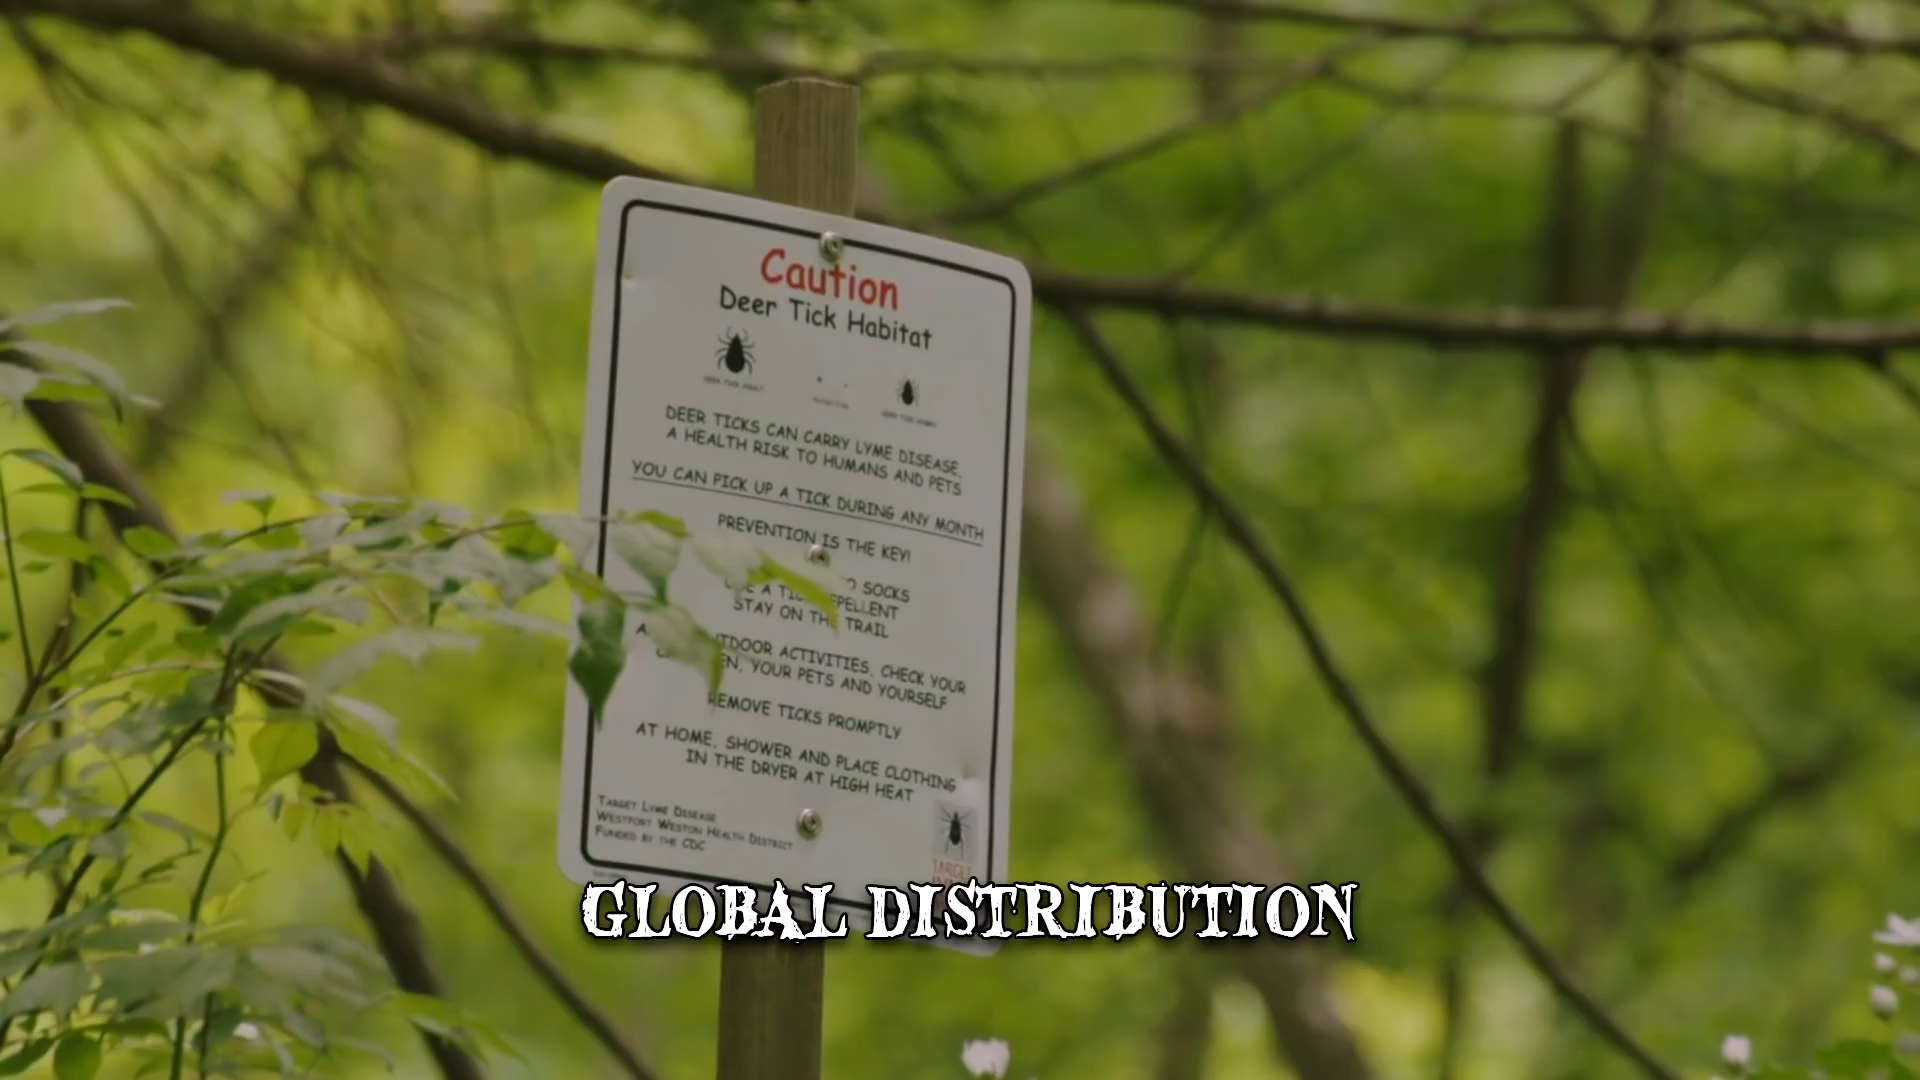 Caution
Deer Tick Habitat
DEER TICKS CAN CARRY LYME DISEASE,
A HEALTH RISK TO HUMANS AND PETS
YOU CAN PICK UP A TICK DURING ANY MONTH
PREVENTION IS THE KEY!
SOCKS
A
STAY ON THE TRAIL
ACTIVITIES, CHECK YOUR
YOUR PETS AND YOURSELF
REMOVE TICKS PROMPTLY
AT HOME, SHOWER AND PLACE CLOTHING
IN THE DRYER AT HIGH HEAT
TARGET LYME DISEASE
WESTPORT WESTON HEALTH DISTRICT
FUNDED BY THE CDC
GLOBAL DISTRIBUTION